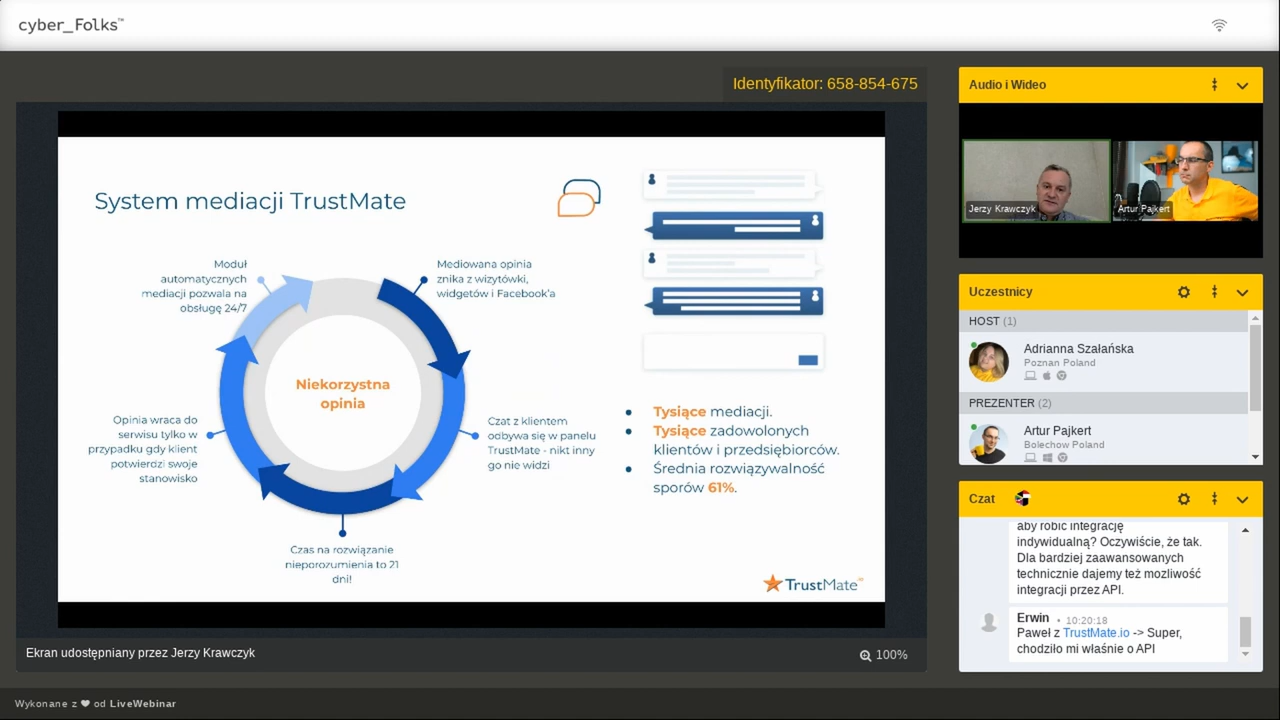 cyber_Folks™
Identyfikator: 658-854-675
System mediacji TrustMate
Moduł
automatycznych
mediacji pozwala na
obsługę 24/7
Mediowana opinia
znika z wizytówki,
widgetów i Facebook'a
Niekorzystna
opinia
Opinia wraca do
serwisu tylko w
przypadku gdy klient
potwierdzi swoje
stanowisko
Czat z klientem
odbywa się w panelu
TrustMate - nikt inny
go nie widzi
Czas na rozwiązanie
nieporozumienia to 21
dni!
Tysiące mediacji.
Tysiące zadowolonych
klientów i przedsiębiorców.
Średnia rozwiązywalność
sporów 61%.
TrustMate
Ekran udostępniany przez Jerzy Krawczyk
100%
Audio i Wideo
Jerzy Krawczyk
Artur Pajkert
Uczestnicy
HOST (1)
Adrianna Szałańska
Poznan Poland
PREZENTER (2)
Artur Pajkert
Bolechow Poland
Czat
aby robic integrację
indywidualną? Oczywiście, że tak.
Dla bardziej zaawansowanych
technicznie dajemy też mozliwość
integracji przez API.
Erwin • 10:20:18
Paweł z TrustMate.io -> Super,
chodziło mi właśnie o API
Wykonane z ❤ od LiveWebinar